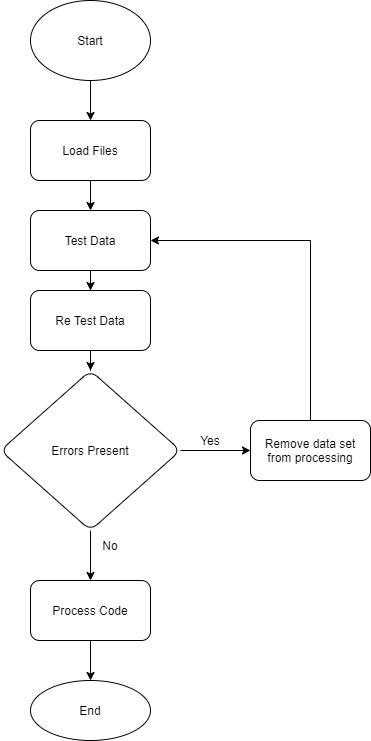 Start
Load Files
Test Data
Re Test Data
Errors Present
Yes
Remove data set
from processing
No
Process Code
End